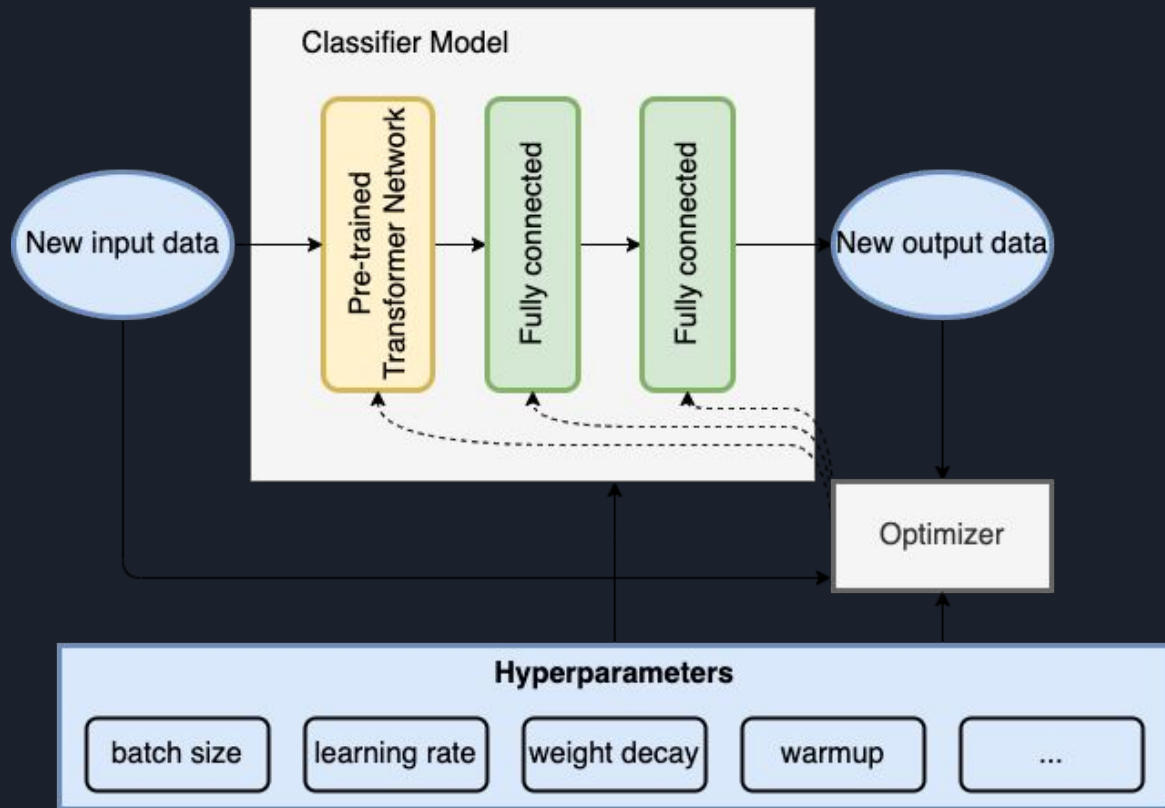 Classifier Model
New input data
Pre-trained
Transformer Network
Fully connected
Fully connected
New output data
Optimizer
Hyperparameters
batch size
learning rate
weight decay
warmup
...